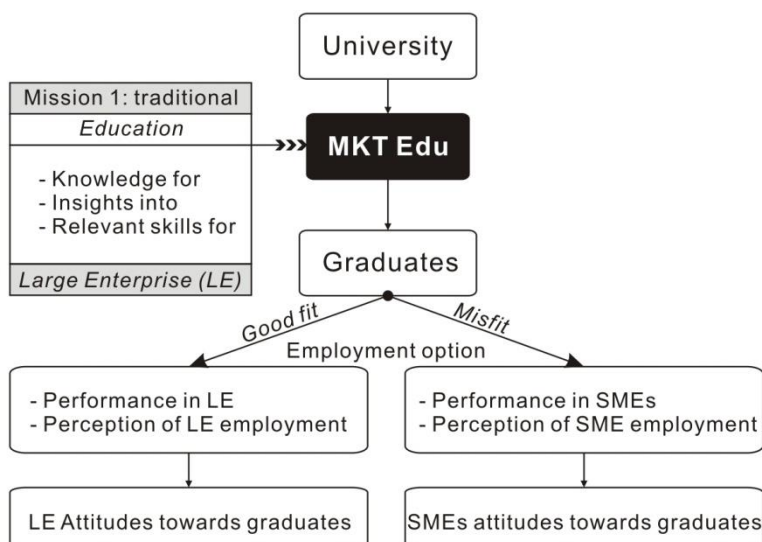 University
Mission 1: traditional
Education
- Knowledge for
- Insights into
- Relevant skills for
Large Enterprise (LE)
MKT Edu
Graduates
Good fit
Misfit
Employment option
- Performance in LE
- Perception of LE employment
- Performance in SMEs
- Perception of SME employment
LE Attitudes towards graduates
SMEs attitudes towards graduates